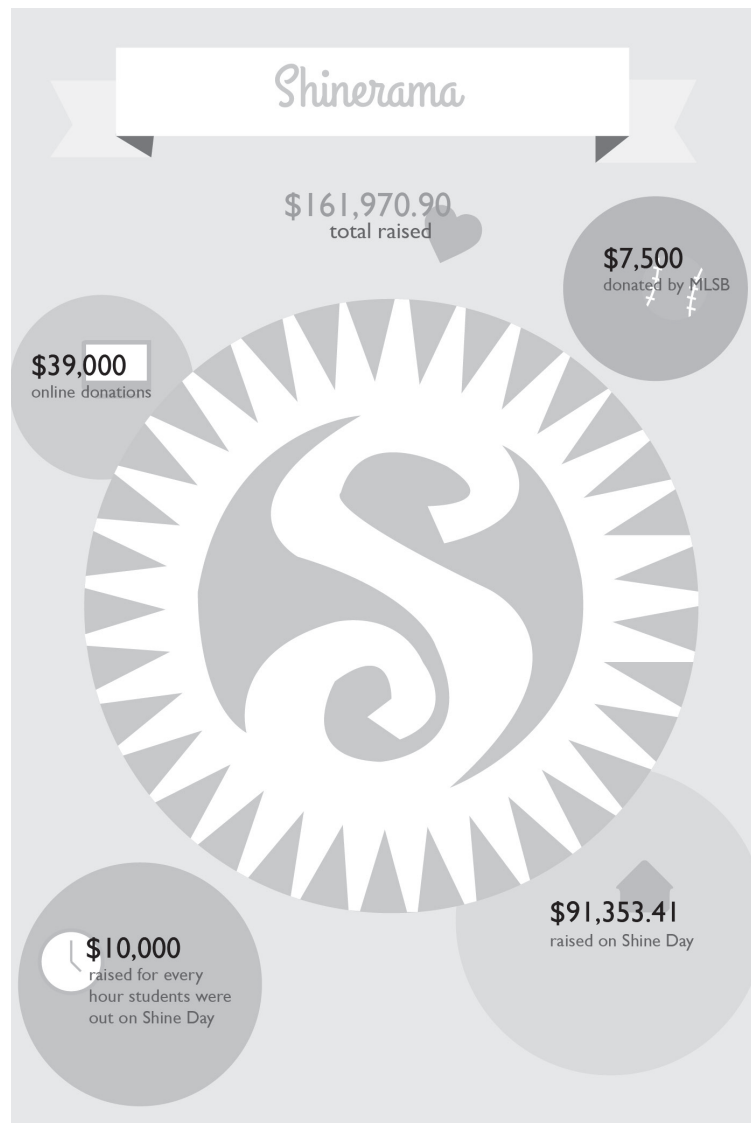 Shinerama
$161,970.90
total raised
$7,500
donated by MLSB
$39,000
online donations
S
$91,353.41
raised on Shine Day
$10,000
raised for every
hour students were
out on Shine Day